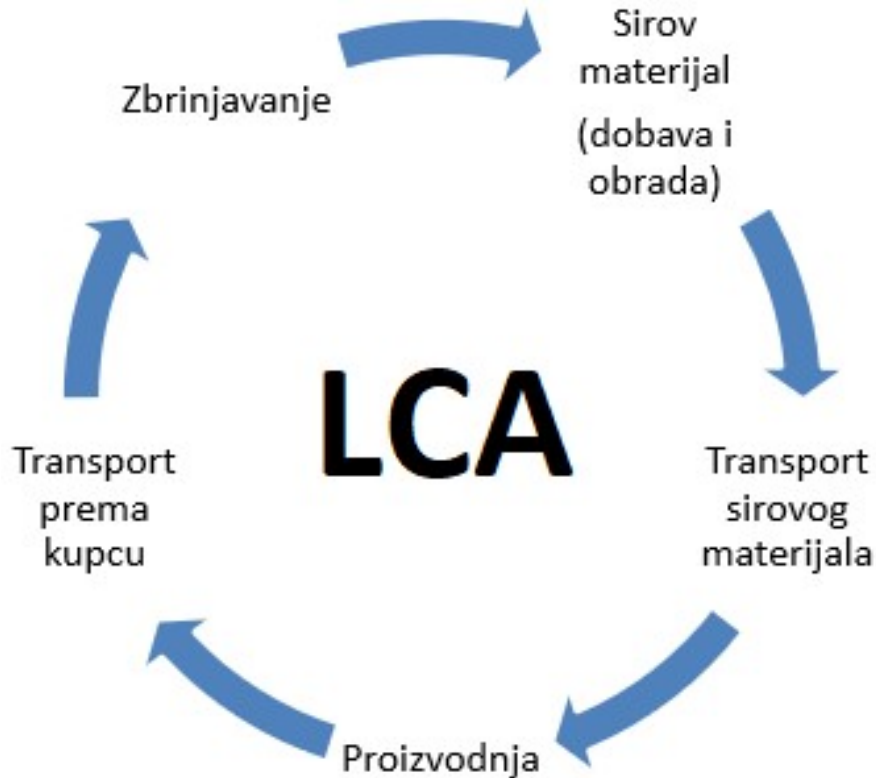 Sirov
materijal
(dobava i
obrada)
Zbrinjavanje
LCA
Transport
prema
kupcu
Transport
sirovog
materijala
Proizvodnja